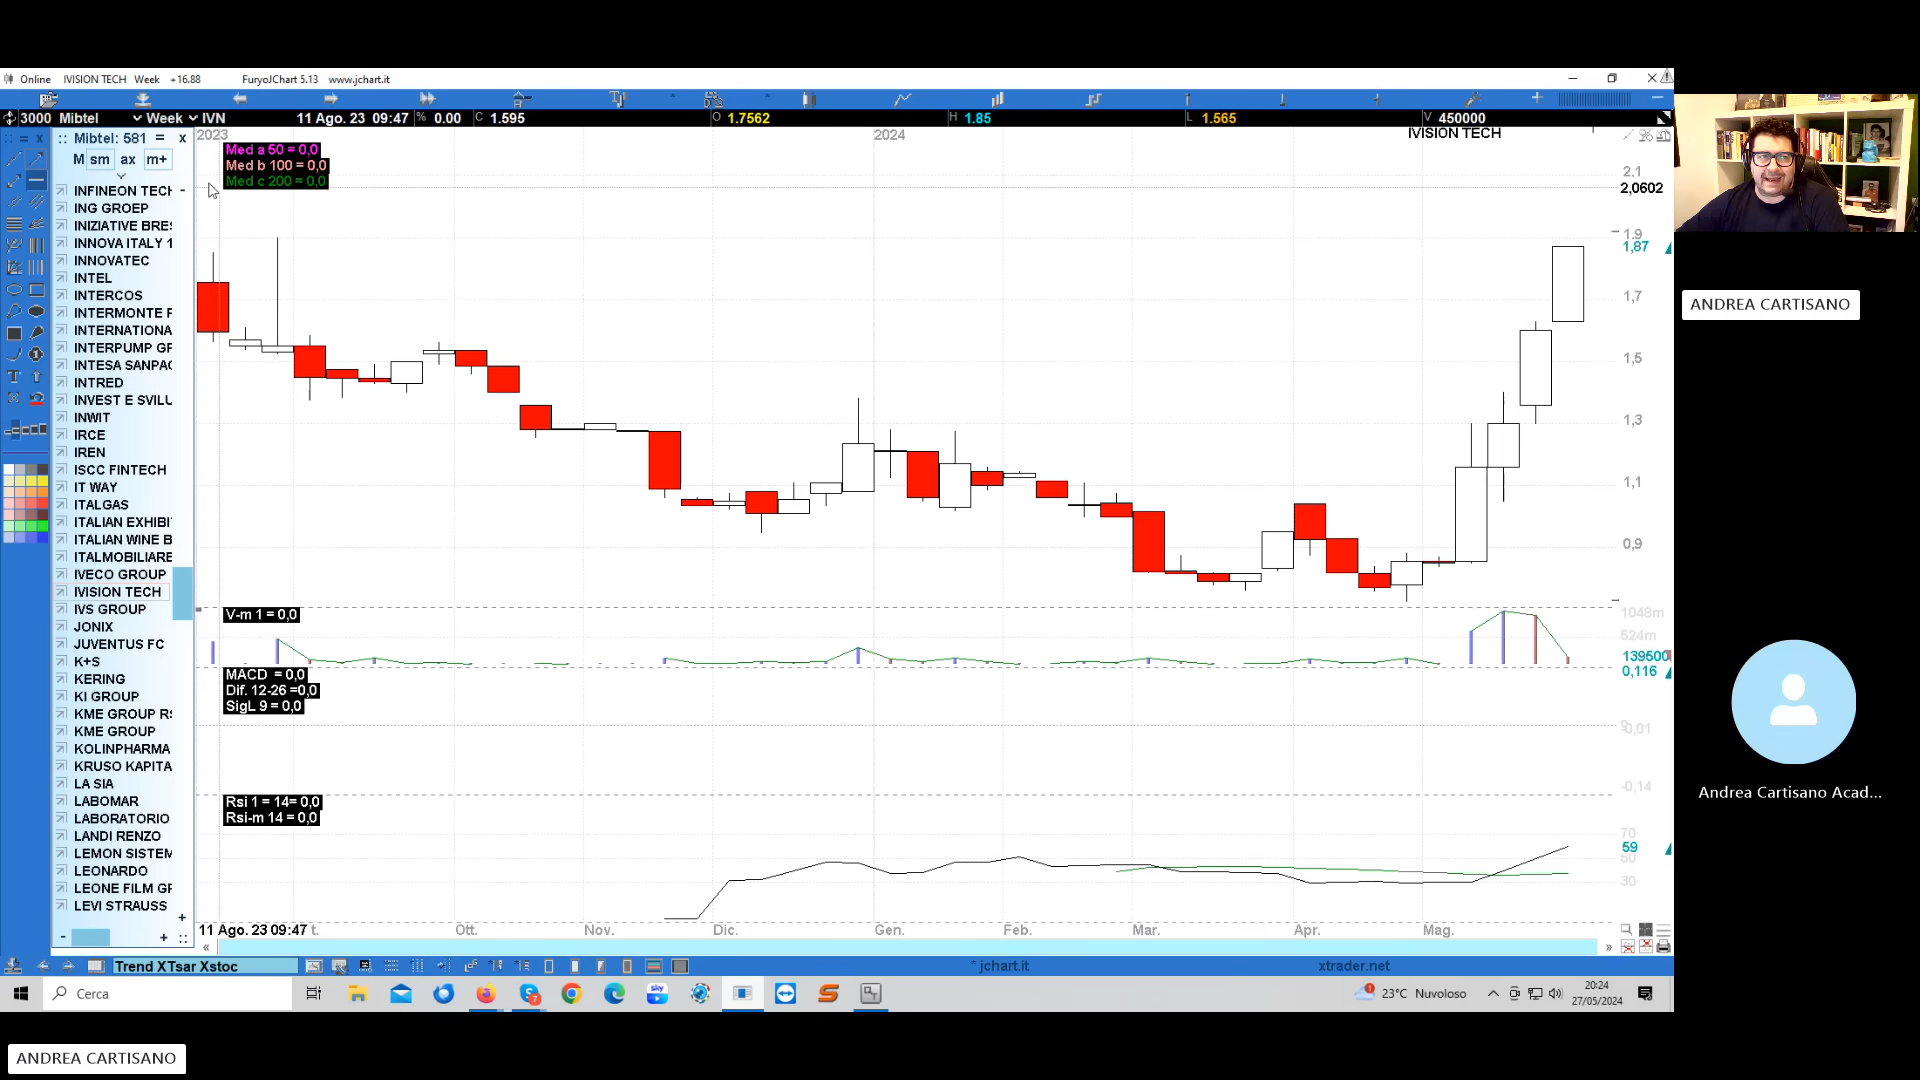 Online IVISION TECH Week +16.88 FuryoJChart 5.13 www.jchart.it
3000 Mibtel Week IVN 11 Ago. 23 09:47 % 0.00 C 1.595 O 1.7562 H 1.85 L 1.565 V 450000
Mibtel: 581 = x
M sm ax m+
INFINEON TECH
ING GROEP
INIZIATIVE BRES
INNOVA ITALY 1
INNOVATEC
INTEL
INTERCOS
INTERMONTE P
INTERNATIONA
INTERPUMP GR
INTESA SANPAO
INTRED
INVEST E SVILU
INWIT
IRCE
IREN
ISCC FINTECH
IT WAY
ITALGAS
ITALIAN EXHIBI
ITALIAN WINE B
ITALMOBILIARE
IVECO GROUP
IVISION TECH
IVS GROUP
JONIX
JUVENTUS FC
K+S
KERING
KI GROUP
KME GROUP RS
KME GROUP
KOLINPHARMA
KRUSO KAPITA
LA SIA
LABOMAR
LABORATORIO
LANDI RENZO
LEMON SISTEM
LEONARDO
LEONE FILM GR
LEVI STRAUSS
2023
2024
IVISION TECH
Med a 50 = 0,0
Med b 100 = 0,0
Med c 200 = 0,0
2,1
2,0602
1,9
1,87
1,7
1,5
1,3
1,1
0,9
V-m 1 = 0,0
1048m
524m
139500
0,116
MACD = 0,0
Dif. 12-26 =0,0
SigL 9 = 0,0
-0,01
-0,14
Rsi 1 = 14= 0,0
Rsi-m 14 = 0,0
70
59
50
30
11 Ago. 23 09:47 t. Ott. Nov. Dic. Gen. Feb. Mar. Apr. Mag.
Trend XTsar Xstoc
* jchart.it
xtrader.net
Cerca
sky
23°C Nuvoloso
20:24
27/05/2024
ANDREA CARTISANO
Andrea Cartisano Acad...
ANDREA CARTISANO